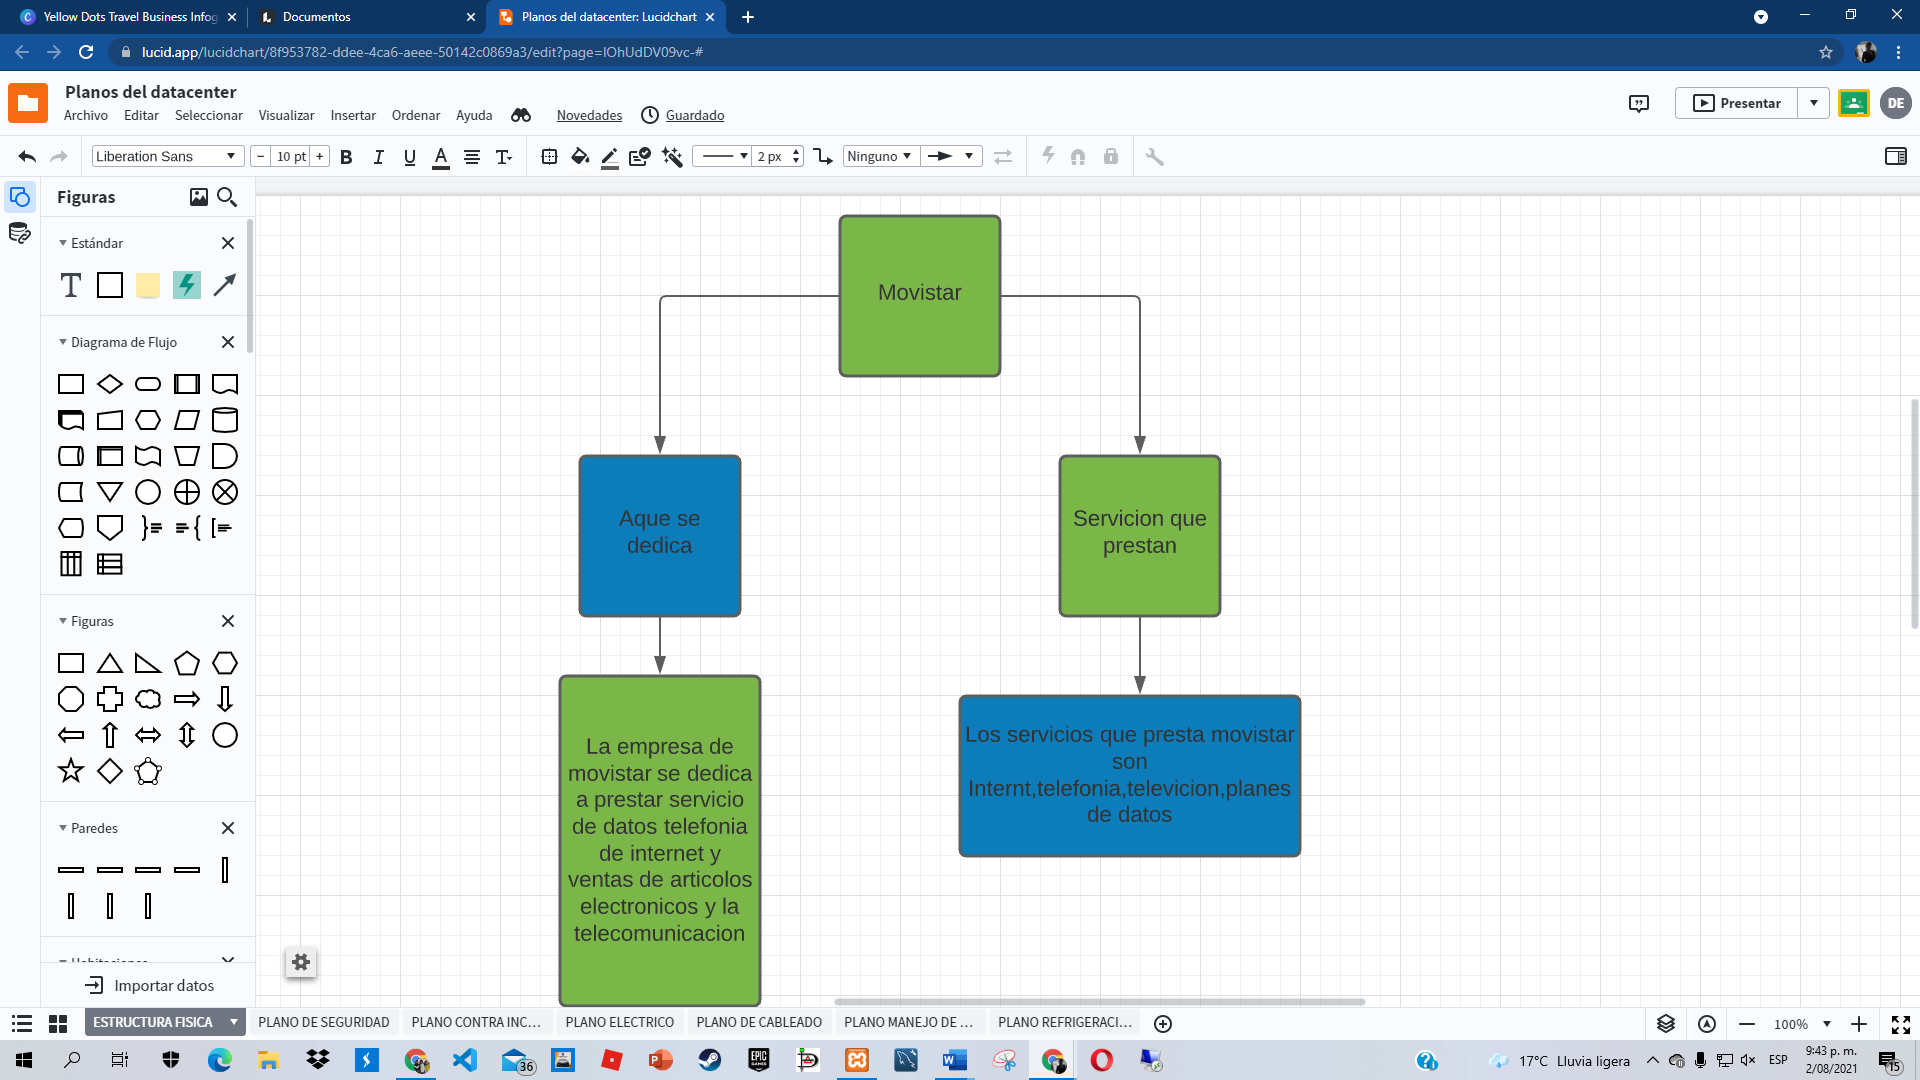 Yellow Dots Travel Business Infog
Documentos
Planos del datacenter: Lucidchart
lucid.app/lucidchart/8f953782-ddee-4ca6-aeee-50142c0869a3/edit?page=IOhUdDV09vc-#
Planos del datacenter
Archivo Editar Seleccionar Visualizar Insertar Ordenar Ayuda Novedades Guardado
Presentar
DE
Liberation Sans - 10 pt + B I U A T 2 px Ninguno
Figuras
Estándar
T
Diagrama de Flujo
Figuras
Paredes
Habitaciones
Importar datos
Movistar
Aque se
dedica
Servicion que
prestan
La empresa de
movistar se dedica
a prestar servicio
de datos telefonia
de internet y
ventas de articolos
electronicos y la
telecomunicacion
Los servicios que presta movistar
son
Internt,telefonia,televicion,planes
de datos
ESTRUCTURA FISICA PLANO DE SEGURIDAD PLANO CONTRA INC... PLANO ELECTRICO PLANO DE CABLEADO PLANO MANEJO DE ... PLANO REFRIGERACI...
100%
36
EPIC GAMES
17°C Lluvia ligera
ESP
9:43 p. m.
2/08/2021
15